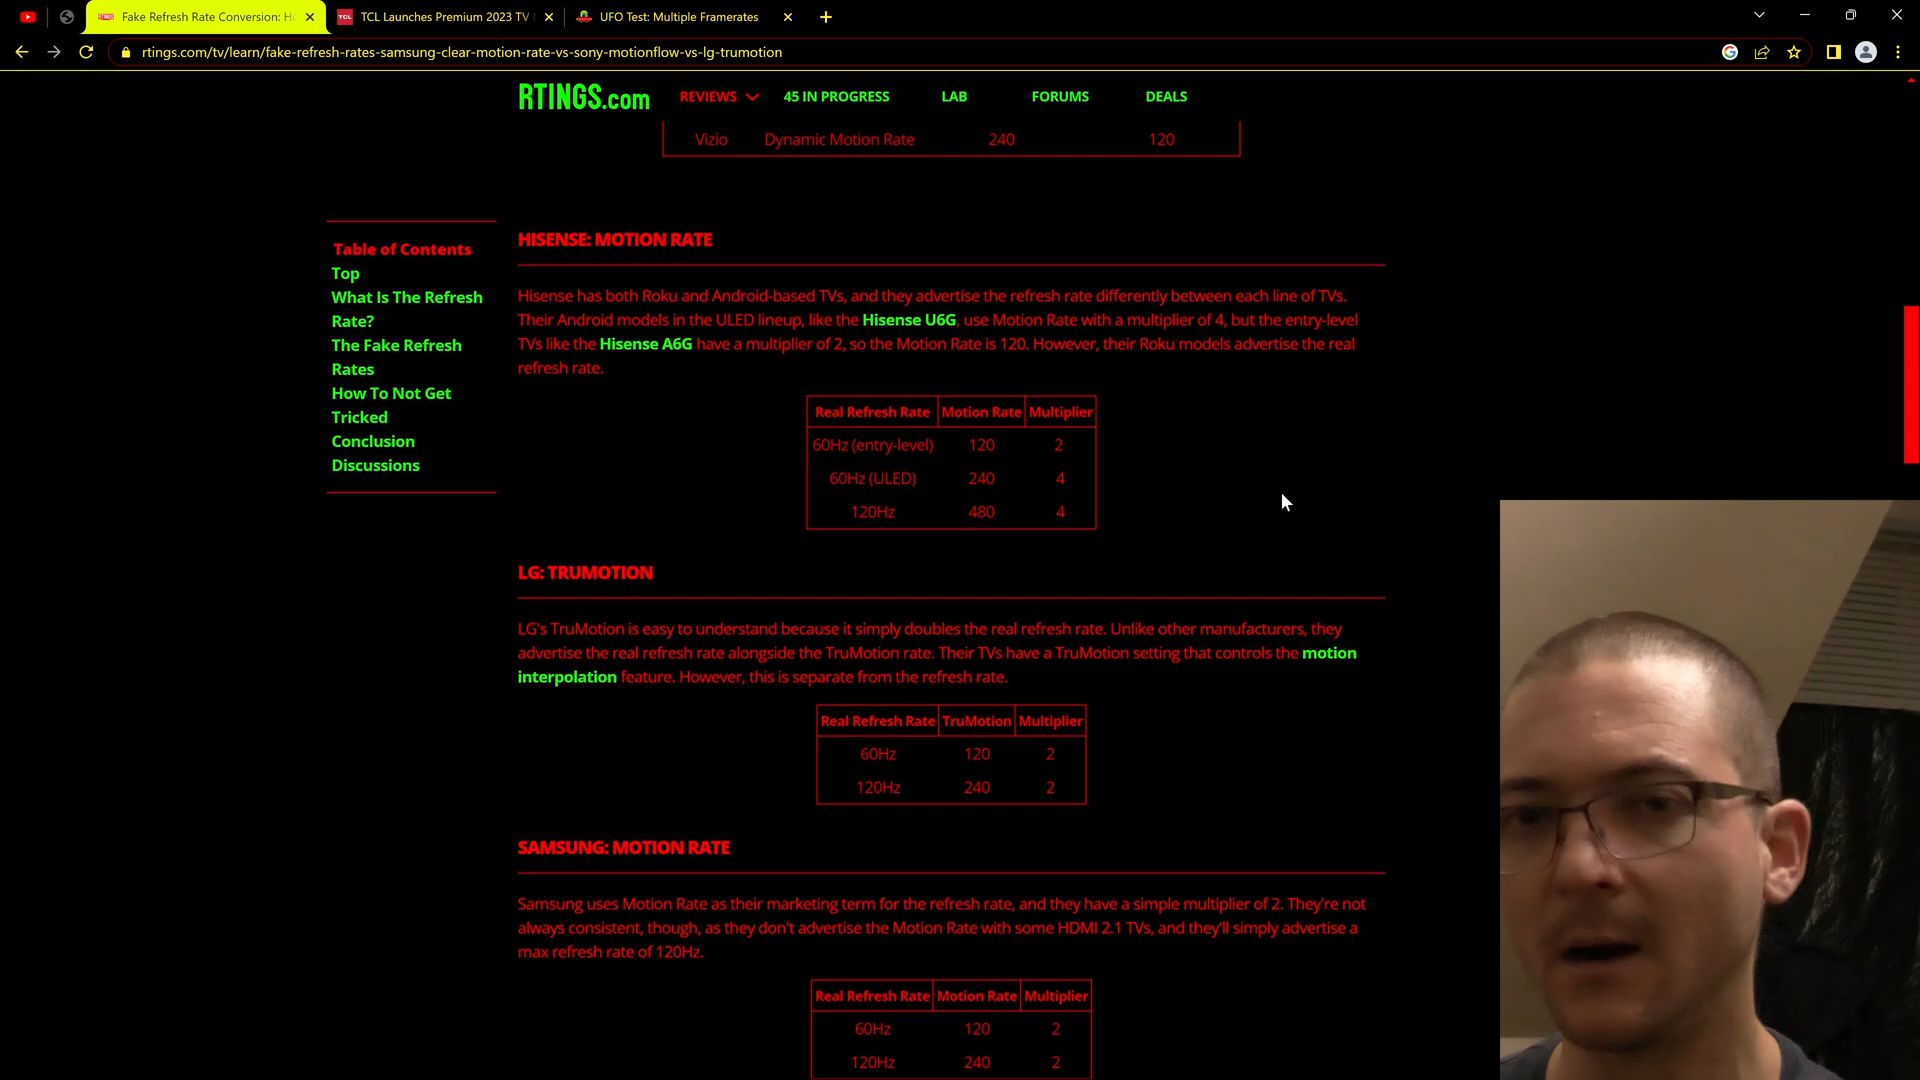 Fake Refresh Rate Conversion: Ho
TCL Launches Premium 2023 TV
UFO Test: Multiple Framerates
rtings.com/tv/learn/fake-refresh-rates-samsung-clear-motion-rate-vs-sony-motionflow-vs-lg-trumotion
RTINGS.com REVIEWS 45 IN PROGRESS LAB FORUMS DEALS
Vizio Dynamic Motion Rate 240 120
Table of Contents
Top
What Is The Refresh
Rate?
The Fake Refresh
Rates
How To Not Get
Tricked
Conclusion
Discussions
HISENSE: MOTION RATE
Hisense has both Roku and Android-based TVs, and they advertise the refresh rate differently between each line of TVs.
Their Android models in the ULED lineup, like the Hisense U6G, use Motion Rate with a multiplier of 4, but the entry-level
TVs like the Hisense A6G have a multiplier of 2, so the Motion Rate is 120. However, their Roku models advertise the real
refresh rate.
Real Refresh Rate Motion Rate Multiplier
60Hz (entry-level) 120 2
60Hz (ULED) 240 4
120Hz 480 4
LG: TRUMOTION
LG's TruMotion is easy to understand because it simply doubles the real refresh rate. Unlike other manufacturers, they
advertise the real refresh rate alongside the TruMotion rate. Their TVs have a TruMotion setting that controls the motion
interpolation feature. However, this is separate from the refresh rate.
Real Refresh Rate TruMotion Multiplier
60Hz 120 2
120Hz 240 2
SAMSUNG: MOTION RATE
Samsung uses Motion Rate as their marketing term for the refresh rate, and they have a simple multiplier of 2. They're not
always consistent, though, as they don't advertise the Motion Rate with some HDMI 2.1 TVs, and they'll simply advertise a
max refresh rate of 120Hz.
Real Refresh Rate Motion Rate Multiplier
60Hz 120 2
120Hz 240 2